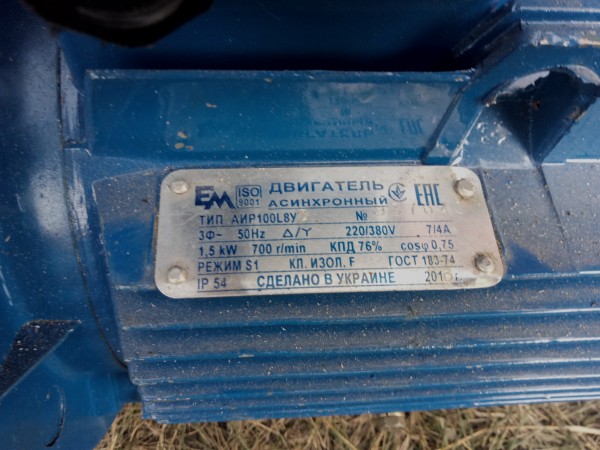 EM ISO 9001 ДВИГАТЕЛЬ АСИНХРОННЫЙ EAC
ТИП АИР100L8У №
3Ф~ 50Hz Δ/Y 220/380V 7/4A
1,5 kW 700 r/min КПД 76% cosφ 0,75
РЕЖИМ S1 КЛ. ИЗОЛ. F ГОСТ 183-74
IP 54 СДЕЛАНО В УКРАИНЕ